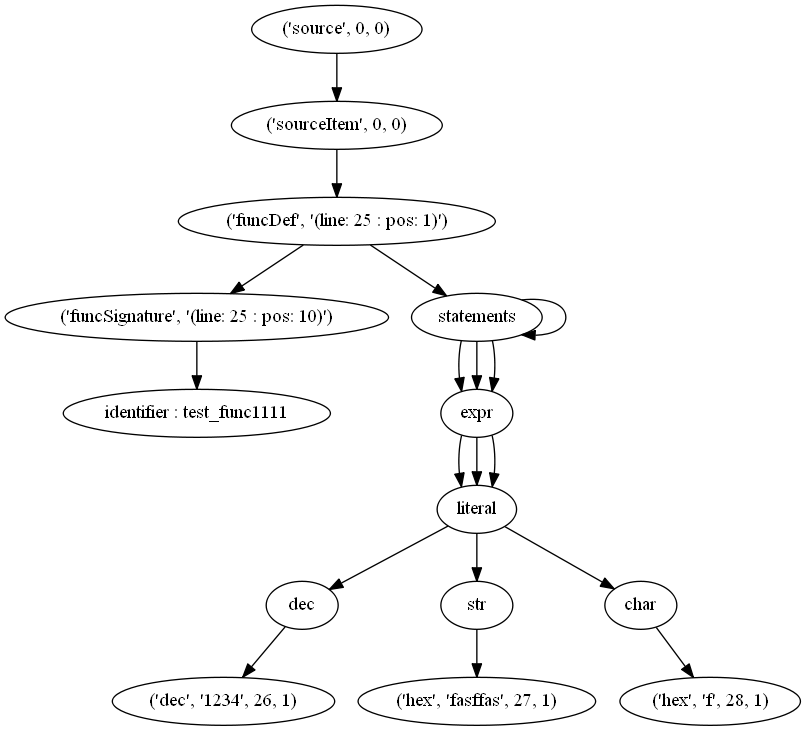 ('source', 0, 0)
('sourceItem', 0, 0)
('funcDef', '(line: 25 : pos: 1)')
('funcSignature', '(line: 25 : pos: 10)')
statements
identifier : test_func1111
expr
literal
dec
str
char
('dec', '1234', 26, 1)
('hex', 'fasffas', 27, 1)
('hex', 'f', 28, 1)